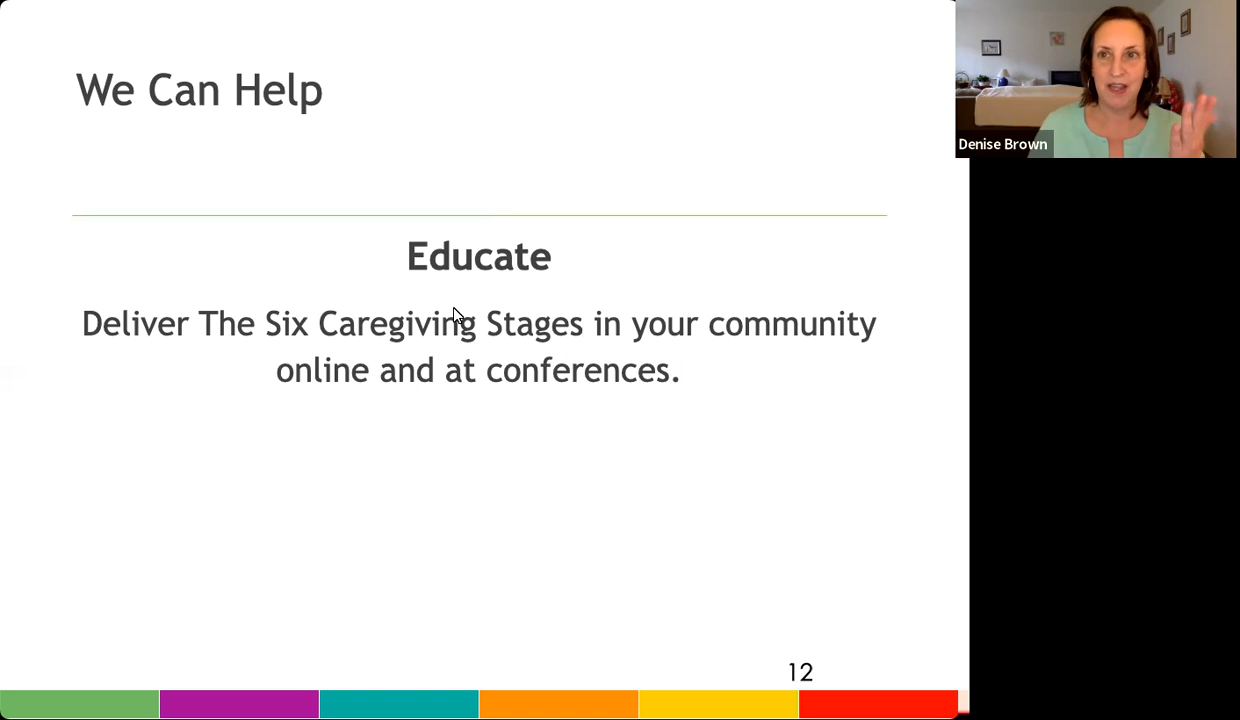 We Can Help
Denise Brown
Educate
Deliver The Six Caregiving Stages in your community
online and at conferences.
12